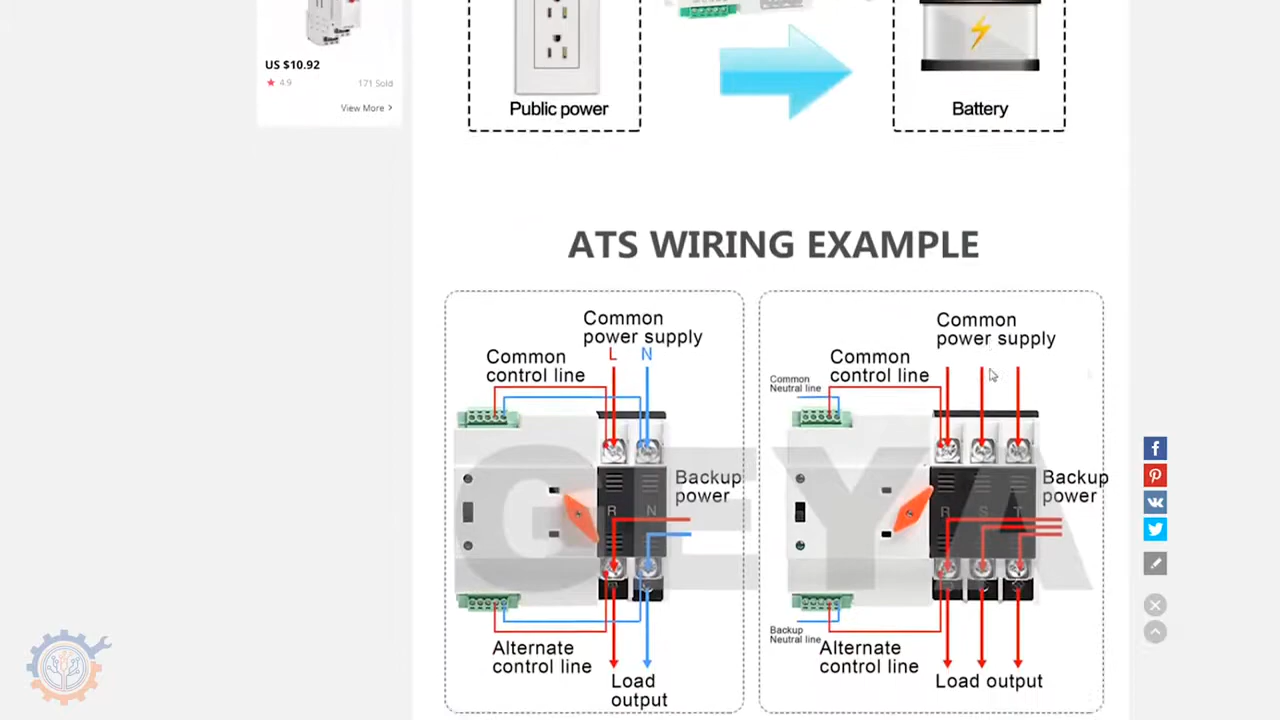 US $10.92
4.9
171 Sold
View More >
Public power
Battery
ATS WIRING EXAMPLE
Common
power supply
L N
Common
control line
Backup
power
R N
Alternate
control line
Load
output
Common
power supply
Common
control line
Common
Neutral line
Backup
power
R S T
Backup
Neutral line
Alternate
control line
Load output
GEYA